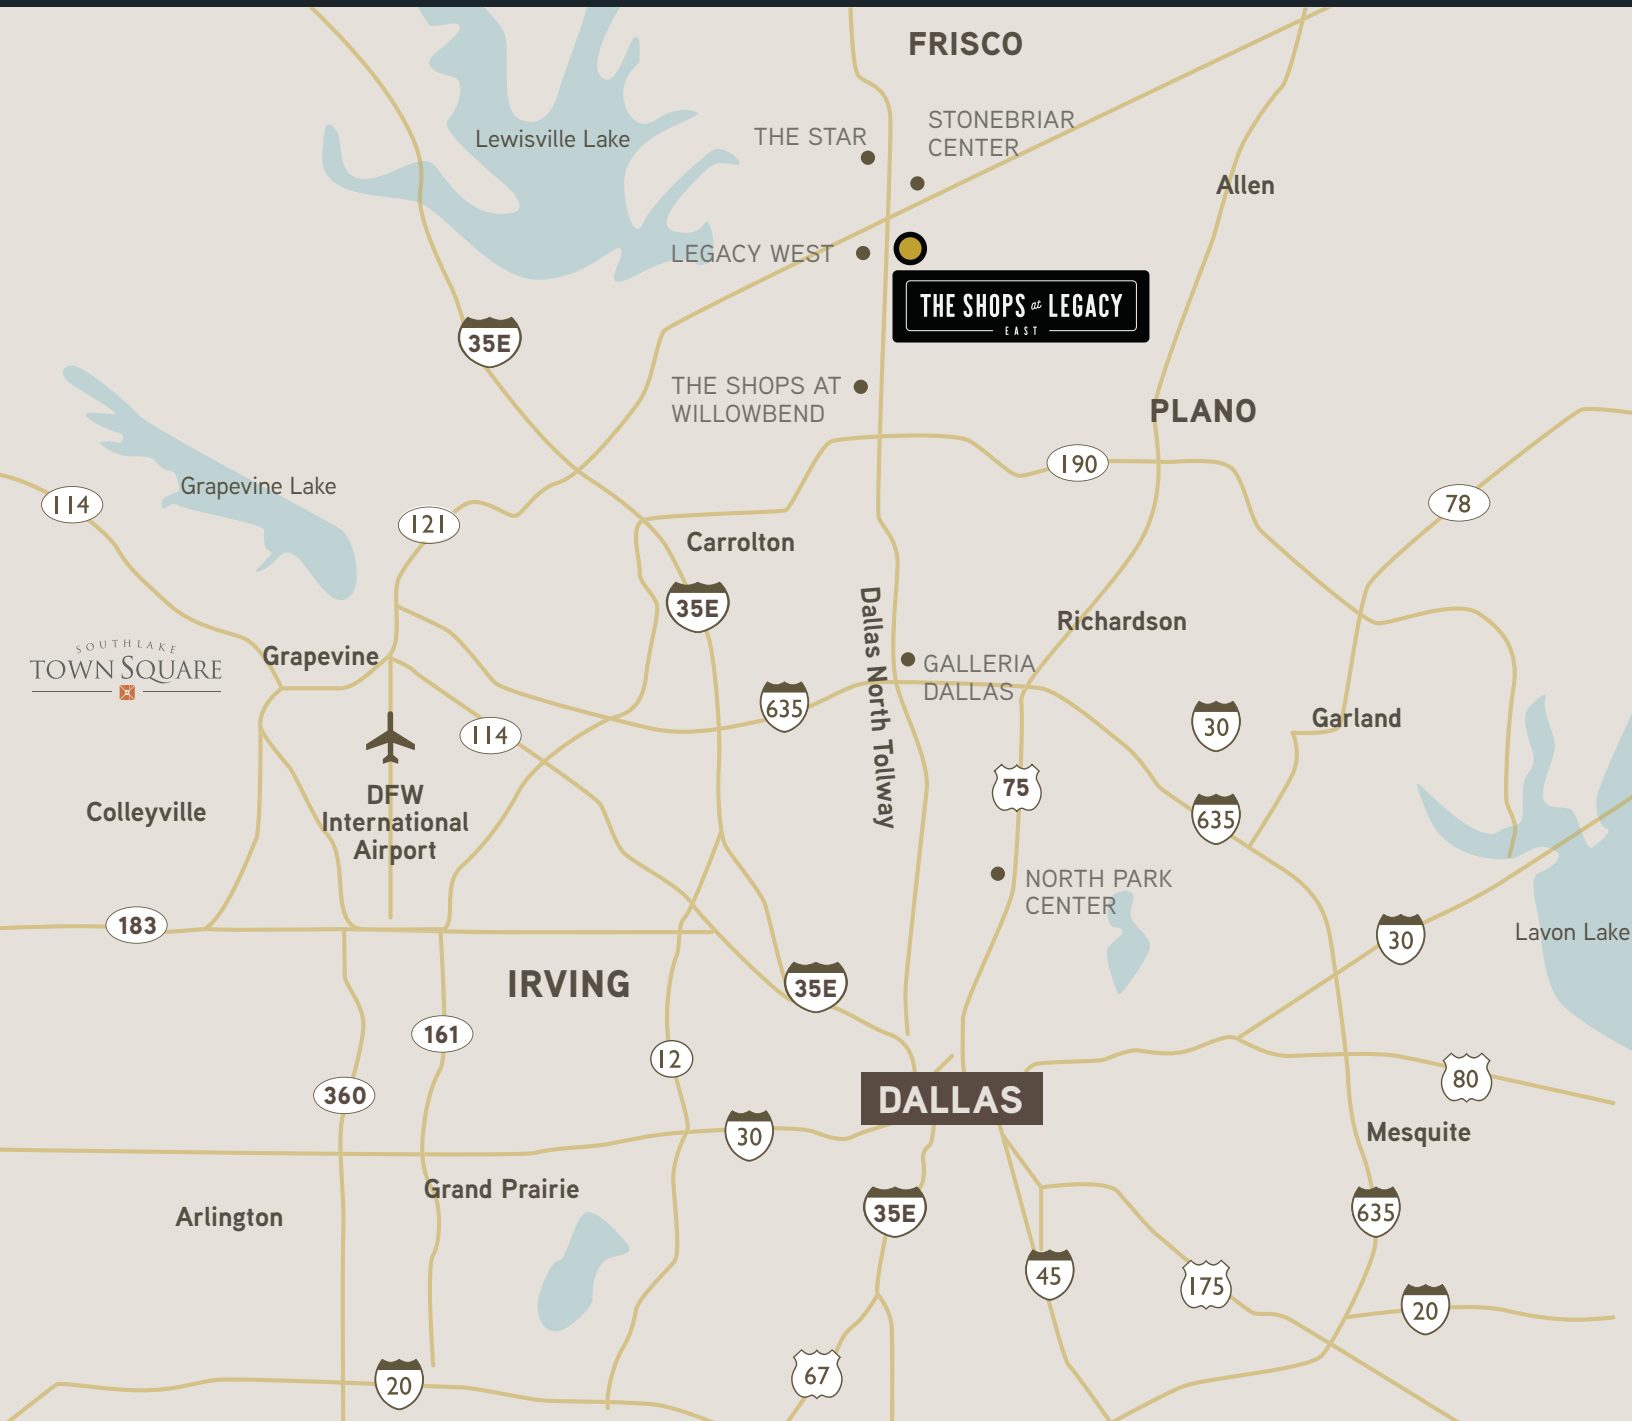 FRISCO
STONEBRIAR
CENTER
THE STAR
Lewisville Lake
Allen
LEGACY WEST
THE SHOPS at LEGACY
EAST
35E
THE SHOPS AT
WILLOWBEND
PLANO
190
Grapevine Lake
114
121
78
Carrolton
35E
Dallas North Tollway
Richardson
SOUTHLAKE
TOWN SQUARE
Grapevine
GALLERIA
DALLAS
635
30
Garland
114
75
DFW
International
Airport
Colleyville
635
NORTH PARK
CENTER
183
30
Lavon Lake
IRVING
35E
161
12
80
360
DALLAS
30
Mesquite
Grand Prairie
Arlington
35E
635
45
175
20
67
20